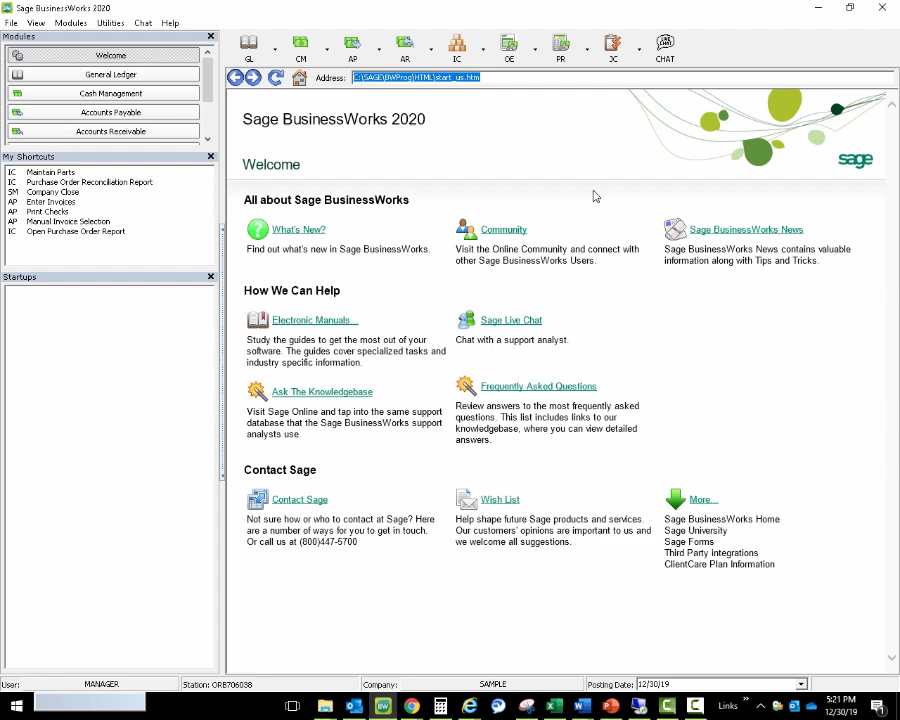 Sage BusinessWorks 2020
File View Modules Utilities Chat Help
Modules
Welcome
General Ledger
Cash Management
Accounts Payable
Accounts Receivable
My Shortcuts
IC Maintain Parts
IC Purchase Order Reconciliation Report
SM Company Close
AP Enter Invoices
AP Print Checks
AP Manual Invoice Selection
IC Open Purchase Order Report
Startups
GL CM AP AR IC OE PR JC CHAT
LIVE CHAT
Address: C:\SAGE\BWProg\HTML\start_us.htm
Sage BusinessWorks 2020
sage
Welcome
All about Sage BusinessWorks
What's New?
Find out what's new in Sage BusinessWorks.
Community
Visit the Online Community and connect with
other Sage BusinessWorks Users.
Sage BusinessWorks News
Sage BusinessWorks News contains valuable
information along with Tips and Tricks.
How We Can Help
Electronic Manuals...
Study the guides to get the most out of your
software. The guides cover specialized tasks and
industry specific information.
Sage Live Chat
Chat with a support analyst.
Ask The Knowledgebase
Visit Sage Online and tap into the same support
database that the Sage BusinessWorks support
analysts use.
Frequently Asked Questions
Review answers to the most frequently asked
questions. This list includes links to our
knowledgebase, where you can view detailed
answers.
Contact Sage
Contact Sage
Not sure how or who to contact at Sage? Here
are a number of ways for you to get in touch.
Or call us at (800)447-5700
Wish List
Help shape future Sage products and services.
Our customers' opinions are important to us and
we welcome all suggestions.
More...
Sage BusinessWorks Home
Sage University
Sage Forms
Third Party integrations
ClientCare Plan Information
User: MANAGER Station: ORB706038 Company: SAMPLE Posting Date: 12/30/19
BW
Links »
5:21 PM
12/30/19
1